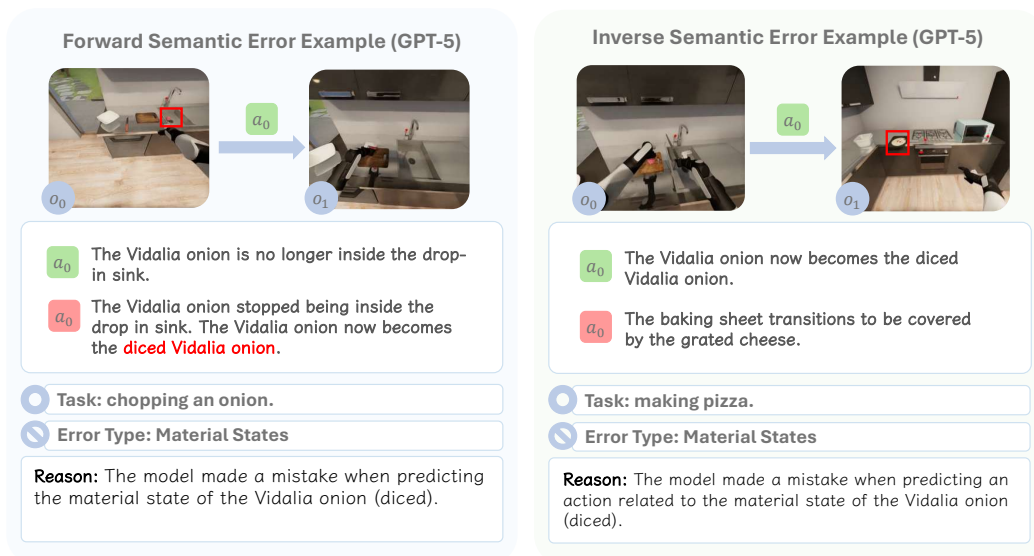 Forward Semantic Error Example (GPT-5)
a₀
o₀
o₁
a₀
The Vidalia onion is no longer inside the drop-
in sink.
a₀
The Vidalia onion stopped being inside the
drop in sink. The Vidalia onion now becomes
the diced Vidalia onion.
Task: chopping an onion.
Error Type: Material States
Reason: The model made a mistake when predicting
the material state of the Vidalia onion (diced).
Inverse Semantic Error Example (GPT-5)
a₀
o₀
o₁
a₀
The Vidalia onion now becomes the diced
Vidalia onion.
a₀
The baking sheet transitions to be covered
by the grated cheese.
Task: making pizza.
Error Type: Material States
Reason: The model made a mistake when predicting an
action related to the material state of the Vidalia onion
(diced).